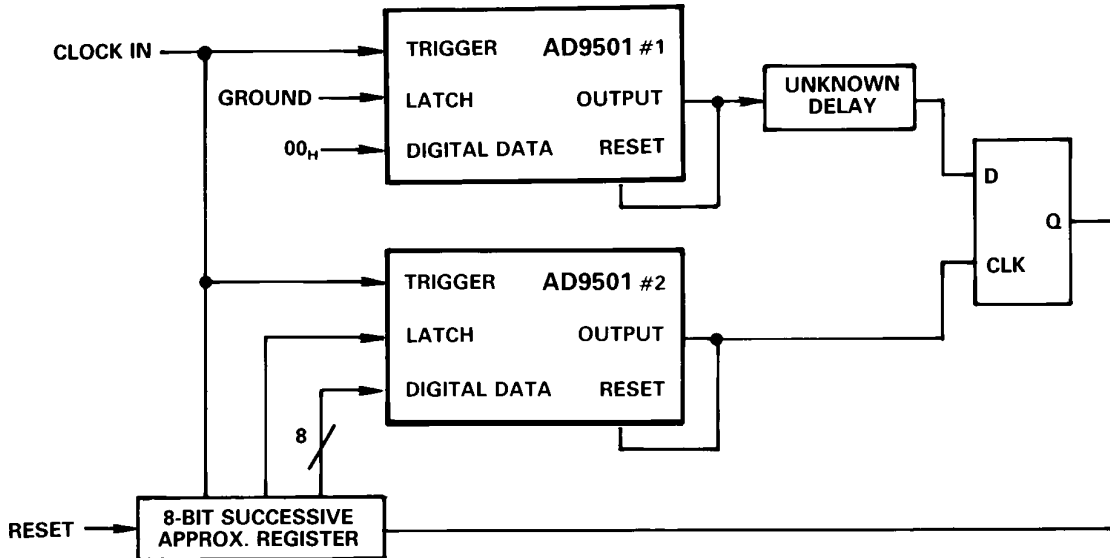 CLOCK IN
TRIGGER AD9501 #1
GROUND
LATCH OUTPUT
00H
DIGITAL DATA RESET
UNKNOWN
DELAY
D
Q
CLK
TRIGGER AD9501 #2
LATCH OUTPUT
DIGITAL DATA RESET
8
RESET
8-BIT SUCCESSIVE
APPROX. REGISTER